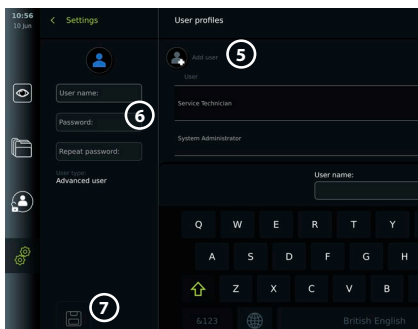 10:56
10 Jun
Settings
User profiles
Add user
5
User
User name:
Service Technician
Password:
6
System Administrator
Repeat password:
User type:
Advanced user
User name:
Q W E R T Y
A S D F G H
Z X C V B
7
&123
British English